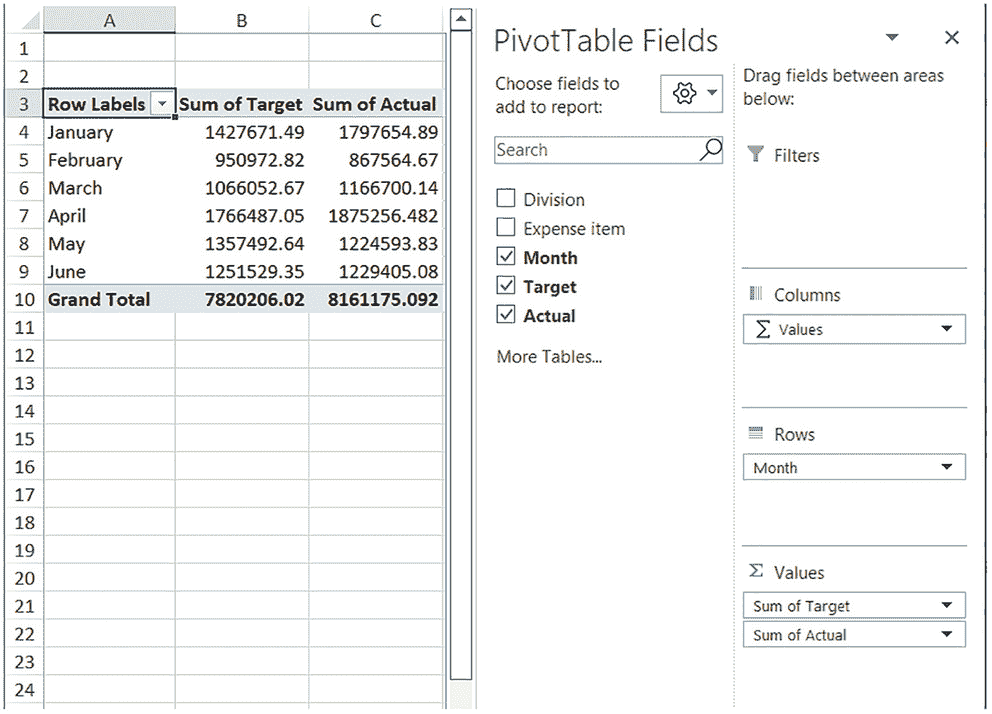 A B C
1
2
3 Row Labels Sum of Target Sum of Actual
4 January 1427671.49 1797654.89
5 February 950972.82 867564.67
6 March 1066052.67 1166700.14
7 April 1766487.05 1875256.482
8 May 1357492.64 1224593.83
9 June 1251529.35 1229405.08
10 Grand Total 7820206.02 8161175.092
11
12
13
14
15
16
17
18
19
20
21
22
23
24
PivotTable Fields
Choose fields to
add to report:
Search
Division
Expense item
Month
Target
Actual
More Tables...
Drag fields between areas
below:
Filters
Columns
Σ Values
Rows
Month
Σ Values
Sum of Target
Sum of Actual